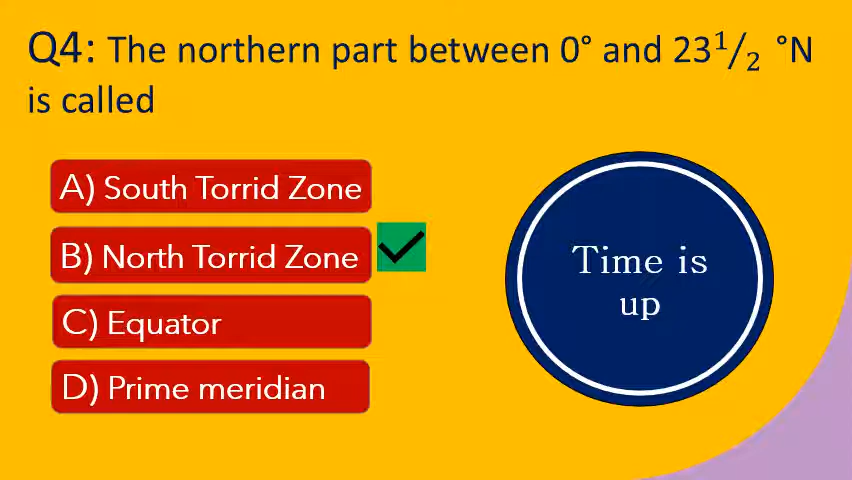 Q4: The northern part between 0° and 23¹/₂ °N
is called
A) South Torrid Zone
B) North Torrid Zone
C) Equator
D) Prime meridian
Time is
up